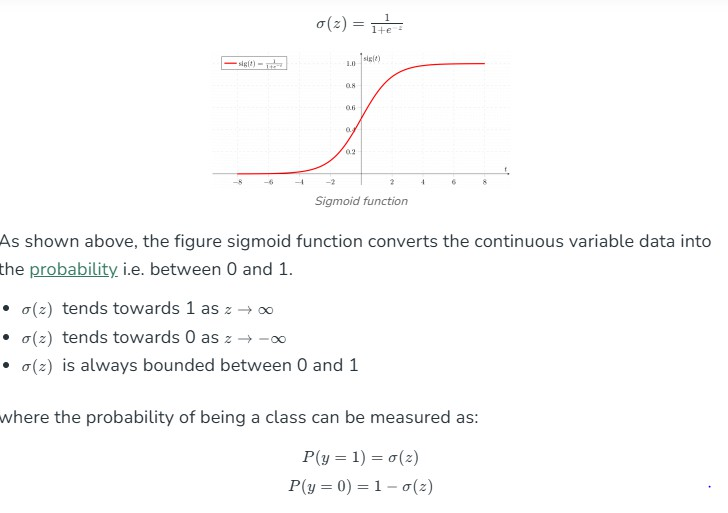 σ(z) = 1/(1+e^-z)
sig(t)
1.0
0.8
0.6
0.4
0.2
-8 -6 -4 -2 2 4 6 8
t
Sigmoid function
As shown above, the figure sigmoid function converts the continuous variable data into
the probability i.e. between 0 and 1.
• σ(z) tends towards 1 as z → ∞
• σ(z) tends towards 0 as z → −∞
• σ(z) is always bounded between 0 and 1
where the probability of being a class can be measured as:
P(y = 1) = σ(z)
P(y = 0) = 1 − σ(z)